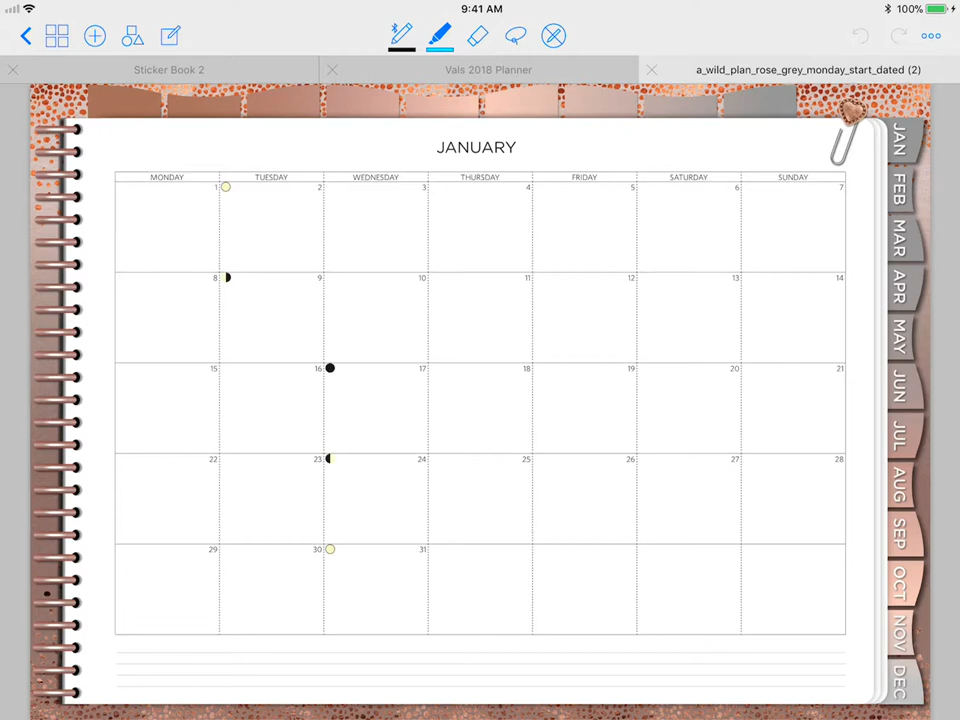 9:41 AM
100%
Sticker Book 2
Vals 2018 Planner
a_wild_plan_rose_grey_monday_start_dated (2)
JANUARY
MONDAY TUESDAY WEDNESDAY THURSDAY FRIDAY SATURDAY SUNDAY
1 2 3 4 5 6 7
8 9 10 11 12 13 14
15 16 17 18 19 20 21
22 23 24 25 26 27 28
29 30 31
JAN
FEB
MAR
APR
MAY
JUN
JUL
AUG
SEP
OCT
NOV
DEC